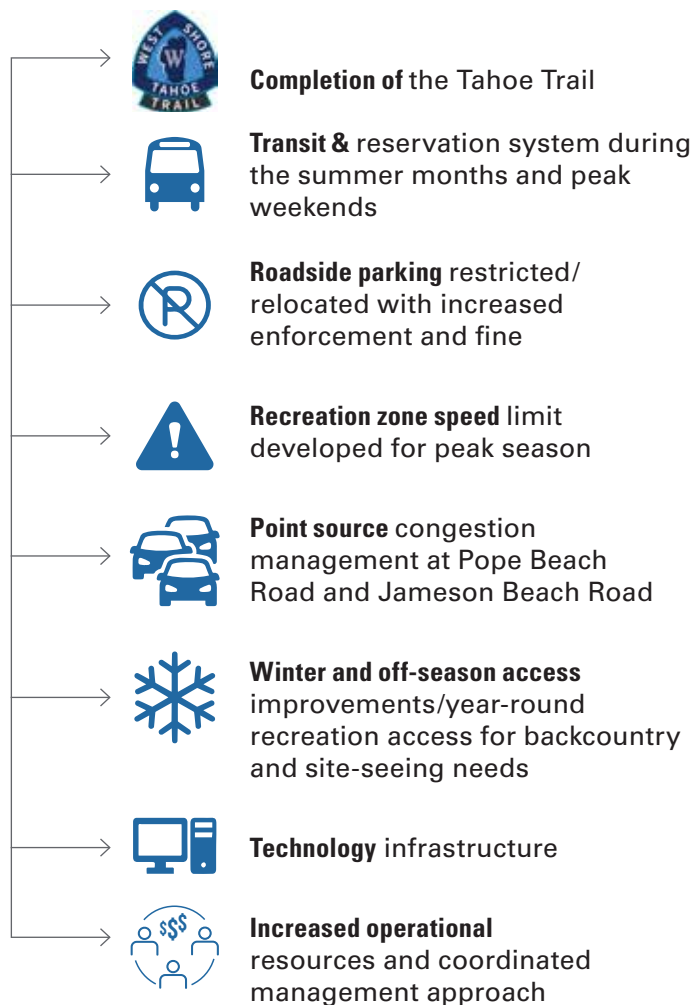 WEST SHORE
W
TAHOE
TRAIL
Completion of the Tahoe Trail
Transit & reservation system during
the summer months and peak
weekends
P
Roadside parking restricted/
relocated with increased
enforcement and fine
!
Recreation zone speed limit
developed for peak season
Point source congestion
management at Pope Beach
Road and Jameson Beach Road
Winter and off-season access
improvements/year-round
recreation access for backcountry
and site-seeing needs
Technology infrastructure
$$$
Increased operational
resources and coordinated
management approach